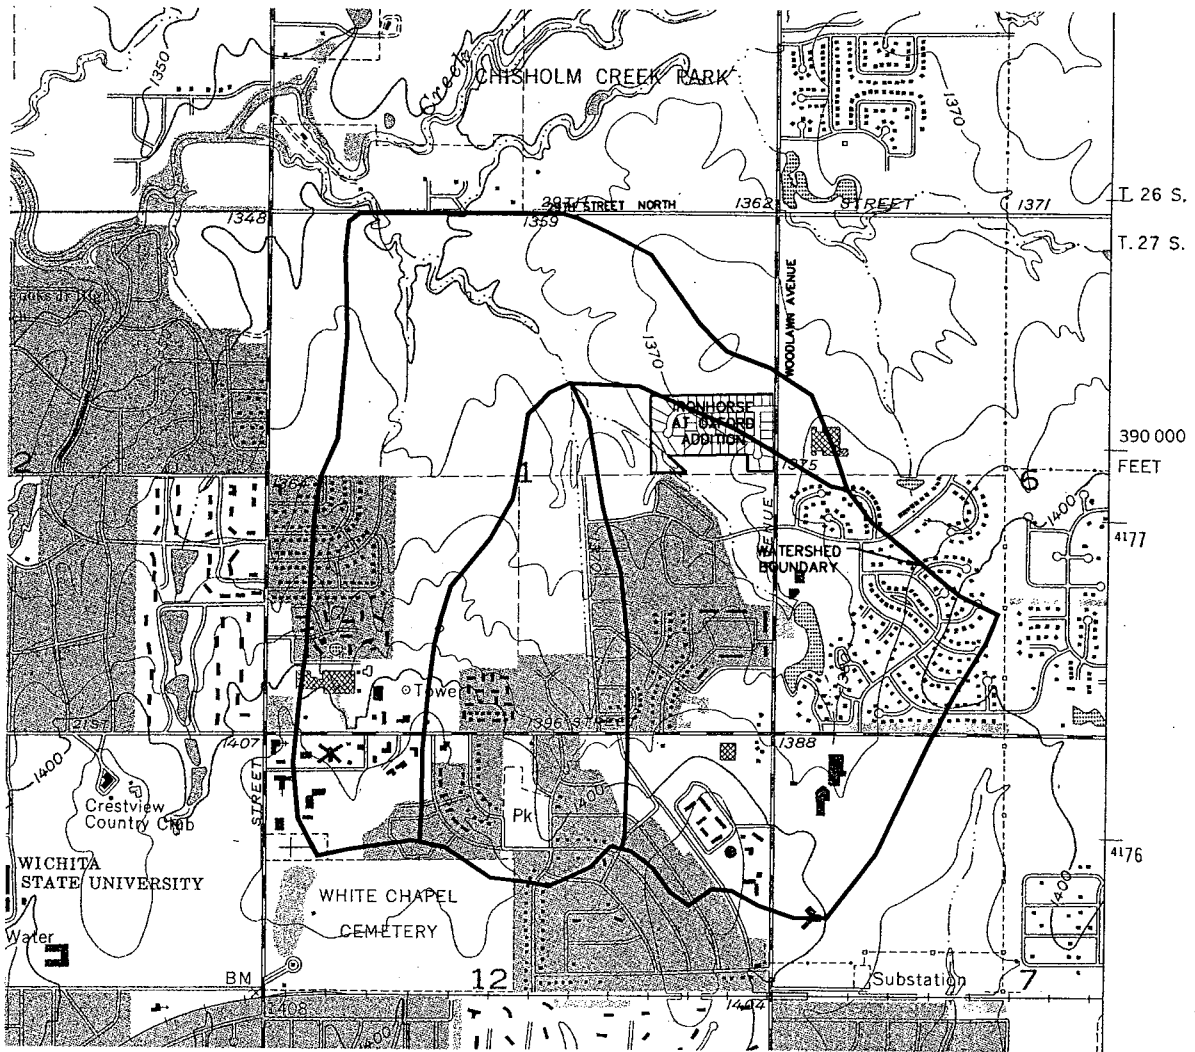 1350
Creek
CHISHOLM CREEK PARK
1370
T. 26 S.
1348
29TH STREET NORTH
1359
1362
STREET
1371
T. 27 S.
WOODLAWN AVENUE
1370
IRONHORSE
AT OXFORD
ADDITION
390 000
FEET
2
1364
1
1375
6
1400
4177
WATERSHED
BOUNDARY
Tower
21ST
1407
1396
1388
1400
1400
STREET
Crestview
Country Club
Pk
4176
WICHITA
STATE UNIVERSITY
WHITE CHAPEL
CEMETERY
1400
Water
BM
12
Substation
7
1408
1400
1404